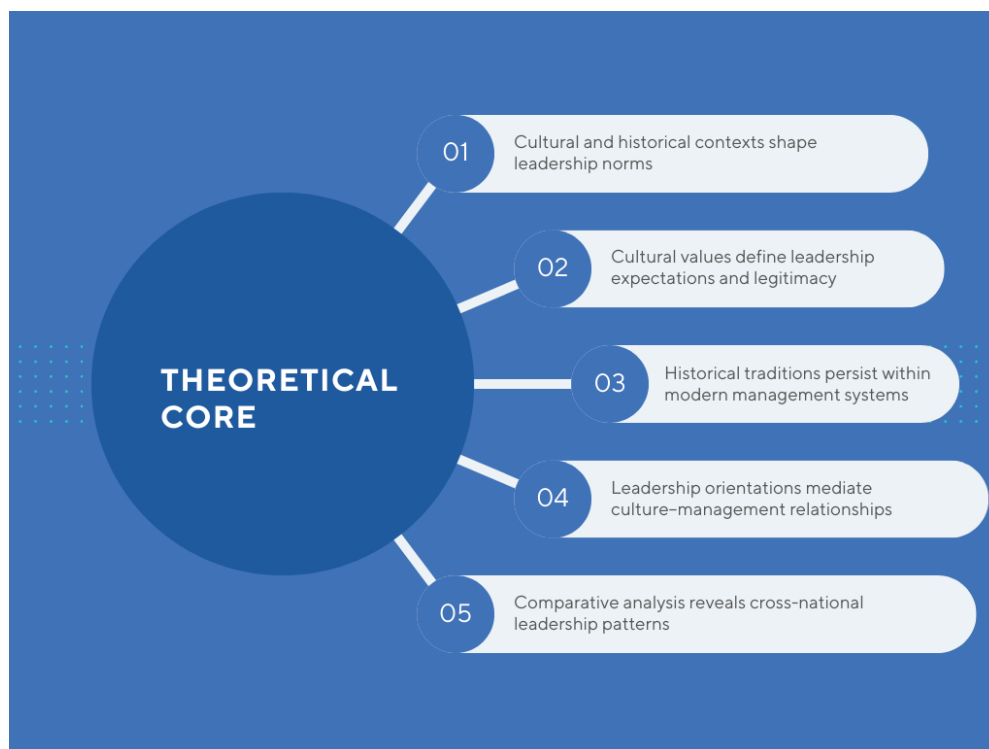 01
Cultural and historical contexts shape
leadership norms
02
Cultural values define leadership
expectations and legitimacy
THEORETICAL
CORE
03
Historical traditions persist within
modern management systems
04
Leadership orientations mediate
culture–management relationships
05
Comparative analysis reveals cross-national
leadership patterns